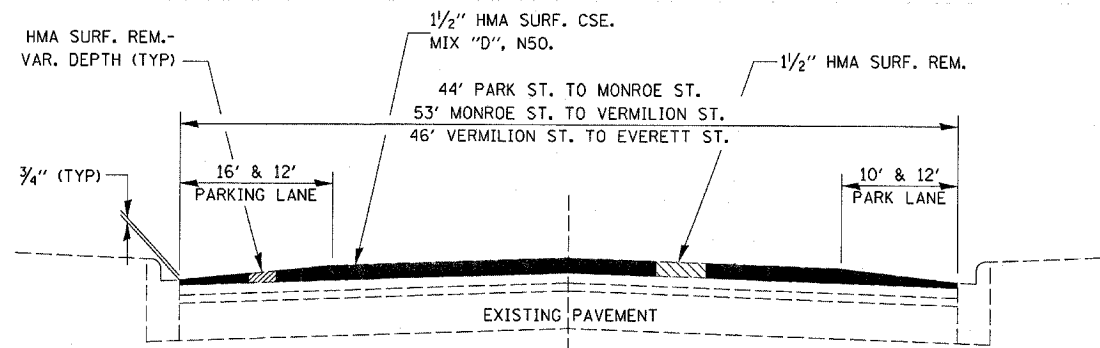 HMA SURF. REM.-
VAR. DEPTH (TYP)
1½" HMA SURF. CSE.
MIX "D", N50.
1½" HMA SURF. REM.
44' PARK ST. TO MONROE ST.
53' MONROE ST. TO VERMILION ST.
46' VERMILION ST. TO EVERETT ST.
¾" (TYP)
16' & 12'
PARKING LANE
10' & 12'
PARK LANE
EXISTING PAVEMENT